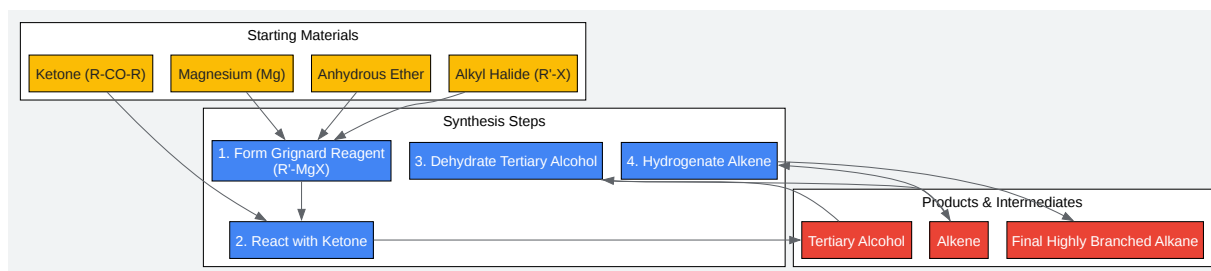 Starting Materials
Ketone (R-CO-R)
Magnesium (Mg)
Anhydrous Ether
Alkyl Halide (R'-X)
Synthesis Steps
1. Form Grignard Reagent
(R'-MgX)
3. Dehydrate Tertiary Alcohol
4. Hydrogenate Alkene
2. React with Ketone
Products & Intermediates
Tertiary Alcohol
Alkene
Final Highly Branched Alkane